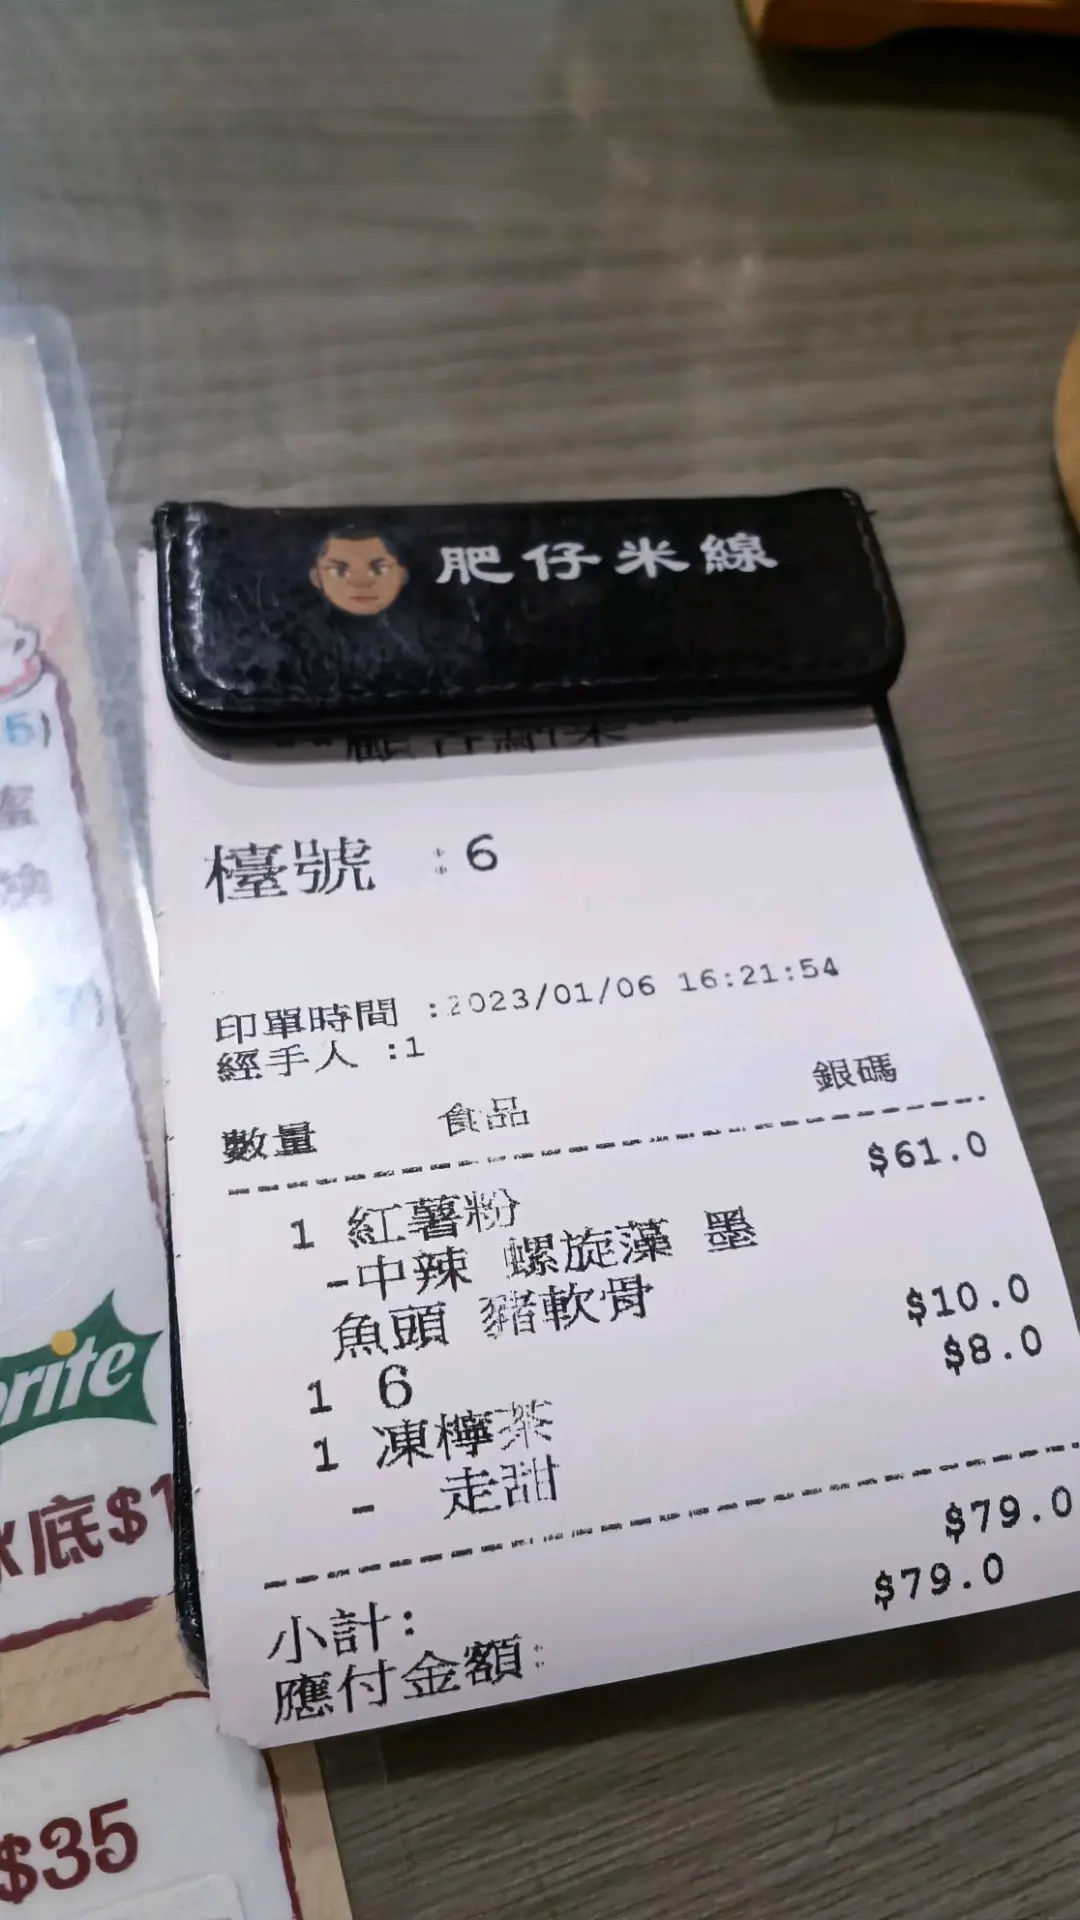 肥仔米線
檯號 :6
印單時間 :2023/01/06 16:21:54
經手人 :1
數量 食品 銀碼
1 紅薯粉 $61.0
-中辣 螺旋藻 墨
魚頭 豬軟骨
1 6 $10.0
1 凍檸茶 $8.0
- 走甜
小計: $79.0
應付金額: $79.0
5)
rite
底$1
$35